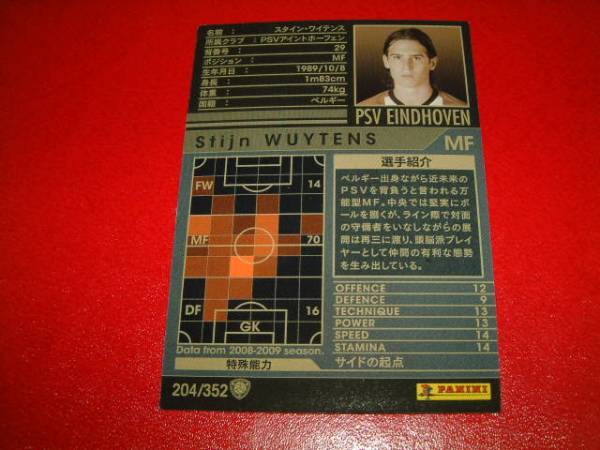 名前 : スタイン・ワイテンス
所属クラブ : PSVアイントホーフェン
背番号 : 29
ポジション : MF
生年月日 : 1989/10/8
身長 : 1m83cm
体重 : 74kg
国籍 : ベルギー
PSV EINDHOVEN
Stijn WUYTENS
MF
FW 14
MF 70
DF 16
GK
Data from 2008-2009 season.
特殊能力
選手紹介
ベルギー出身ながら近未来の
PSVを背負うと言われる万
能型MF。中央では堅実にボ
ールを捌くが、ライン際で対面
の守備者をいなしながらの展
開は再三に渡り、頭脳派プレイ
ヤーとして仲間の有利な態勢
を生み出している。
OFFENCE 12
DEFENCE 9
TECHNIQUE 13
POWER 13
SPEED 14
STAMINA 14
サイドの起点
204/352
PANINI